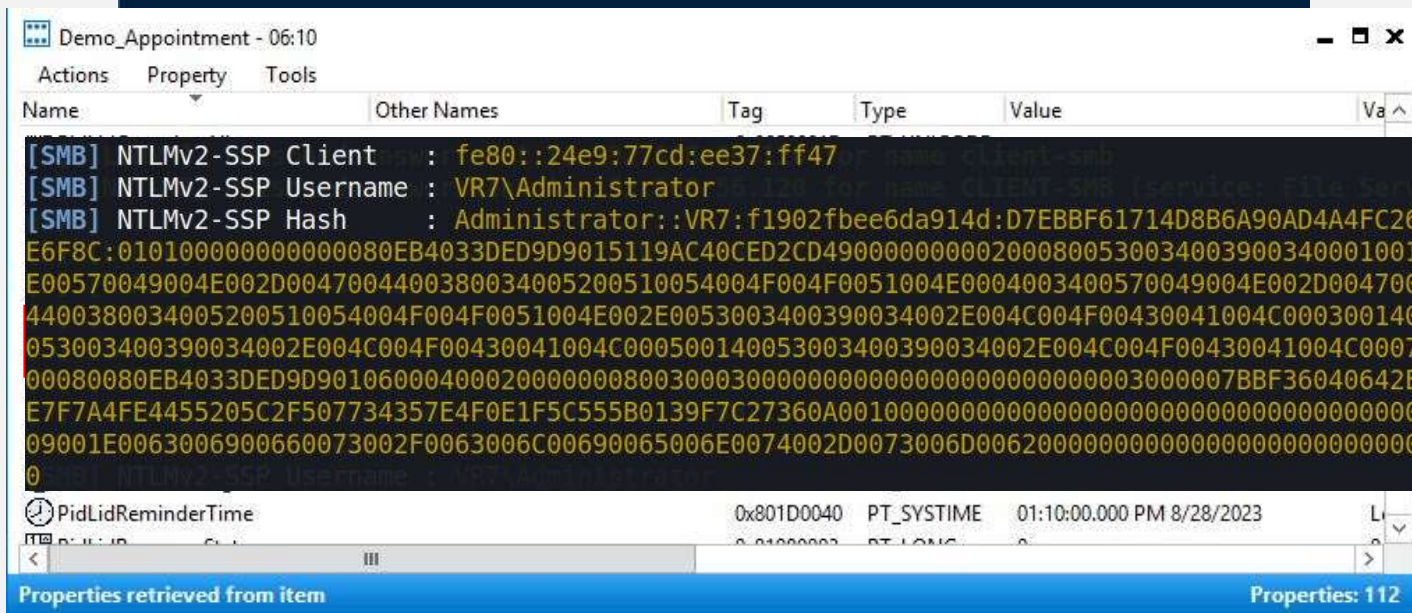 Demo_Appointment - 06:10
Actions Property Tools
Name Other Names Tag Type Value Va
[SMB] NTLMv2-SSP Client : fe80::24e9:77cd:ee37:ff47
[SMB] NTLMv2-SSP Username : VR7\Administrator
[SMB] NTLMv2-SSP Hash : Administrator::VR7:f1902fbee6da914d:D7EBBF61714D8B6A90AD4A4FC26
E6F8C:010100000000000080EB4033DED9D9015119AC40CED2CD490000000002000800530034003900340001001
E00570049004E002D00470044003800340052005100540​04F004F0051004E0004003400570049004E002D00470
4400380034005200510054004F004F0051004E002E0053003400390034002E004C004F00430041004C000300140
053003400390034002E004C004F00430041004C000500140053003400390034002E004C004F00430041004C0007
00080080EB4033DED9D901060004000200000008003000300000000000000000000000003000007BBF36040642E
E7F7A4FE4455205C2F507734357E4F0E1F5C555B0139F7C27360A00100000000000000000000000000000000000
09001E0063006900660073002F0063006C00690065006E0074002D0073006D00620000000000000000000000000
0
PidLidReminderTime 0x801D0040 PT_SYSTIME 01:10:00.000 PM 8/28/2023
Properties retrieved from item Properties: 112